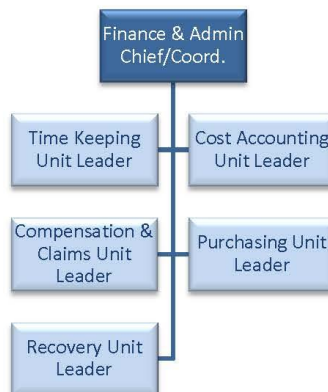 Finance & Admin
Chief/Coord.
Time Keeping
Unit Leader
Cost Accounting
Unit Leader
Compensation &
Claims Unit
Leader
Purchasing Unit
Leader
Recovery Unit
Leader